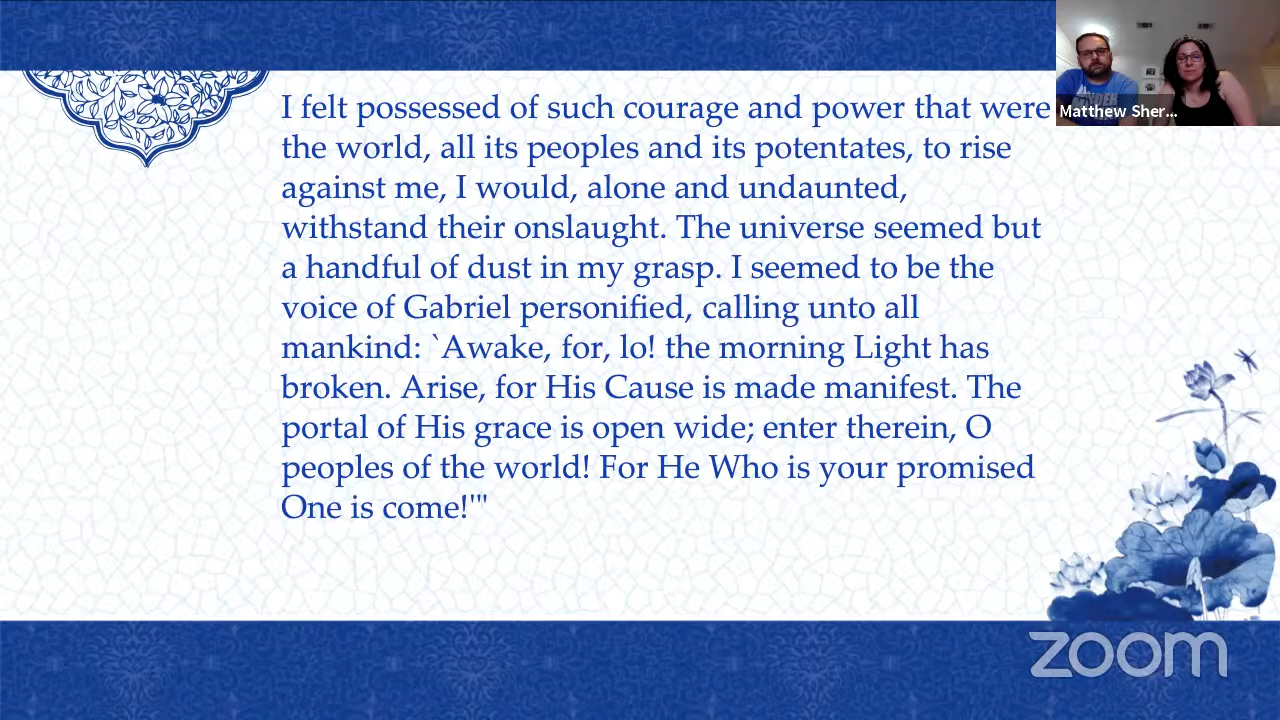 I felt possessed of such courage and power that were
the world, all its peoples and its potentates, to rise
against me, I would, alone and undaunted,
withstand their onslaught. The universe seemed but
a handful of dust in my grasp. I seemed to be the
voice of Gabriel personified, calling unto all
mankind: `Awake, for, lo! the morning Light has
broken. Arise, for His Cause is made manifest. The
portal of His grace is open wide; enter therein, O
peoples of the world! For He Who is your promised
One is come!'"
Matthew Sher...
zoom